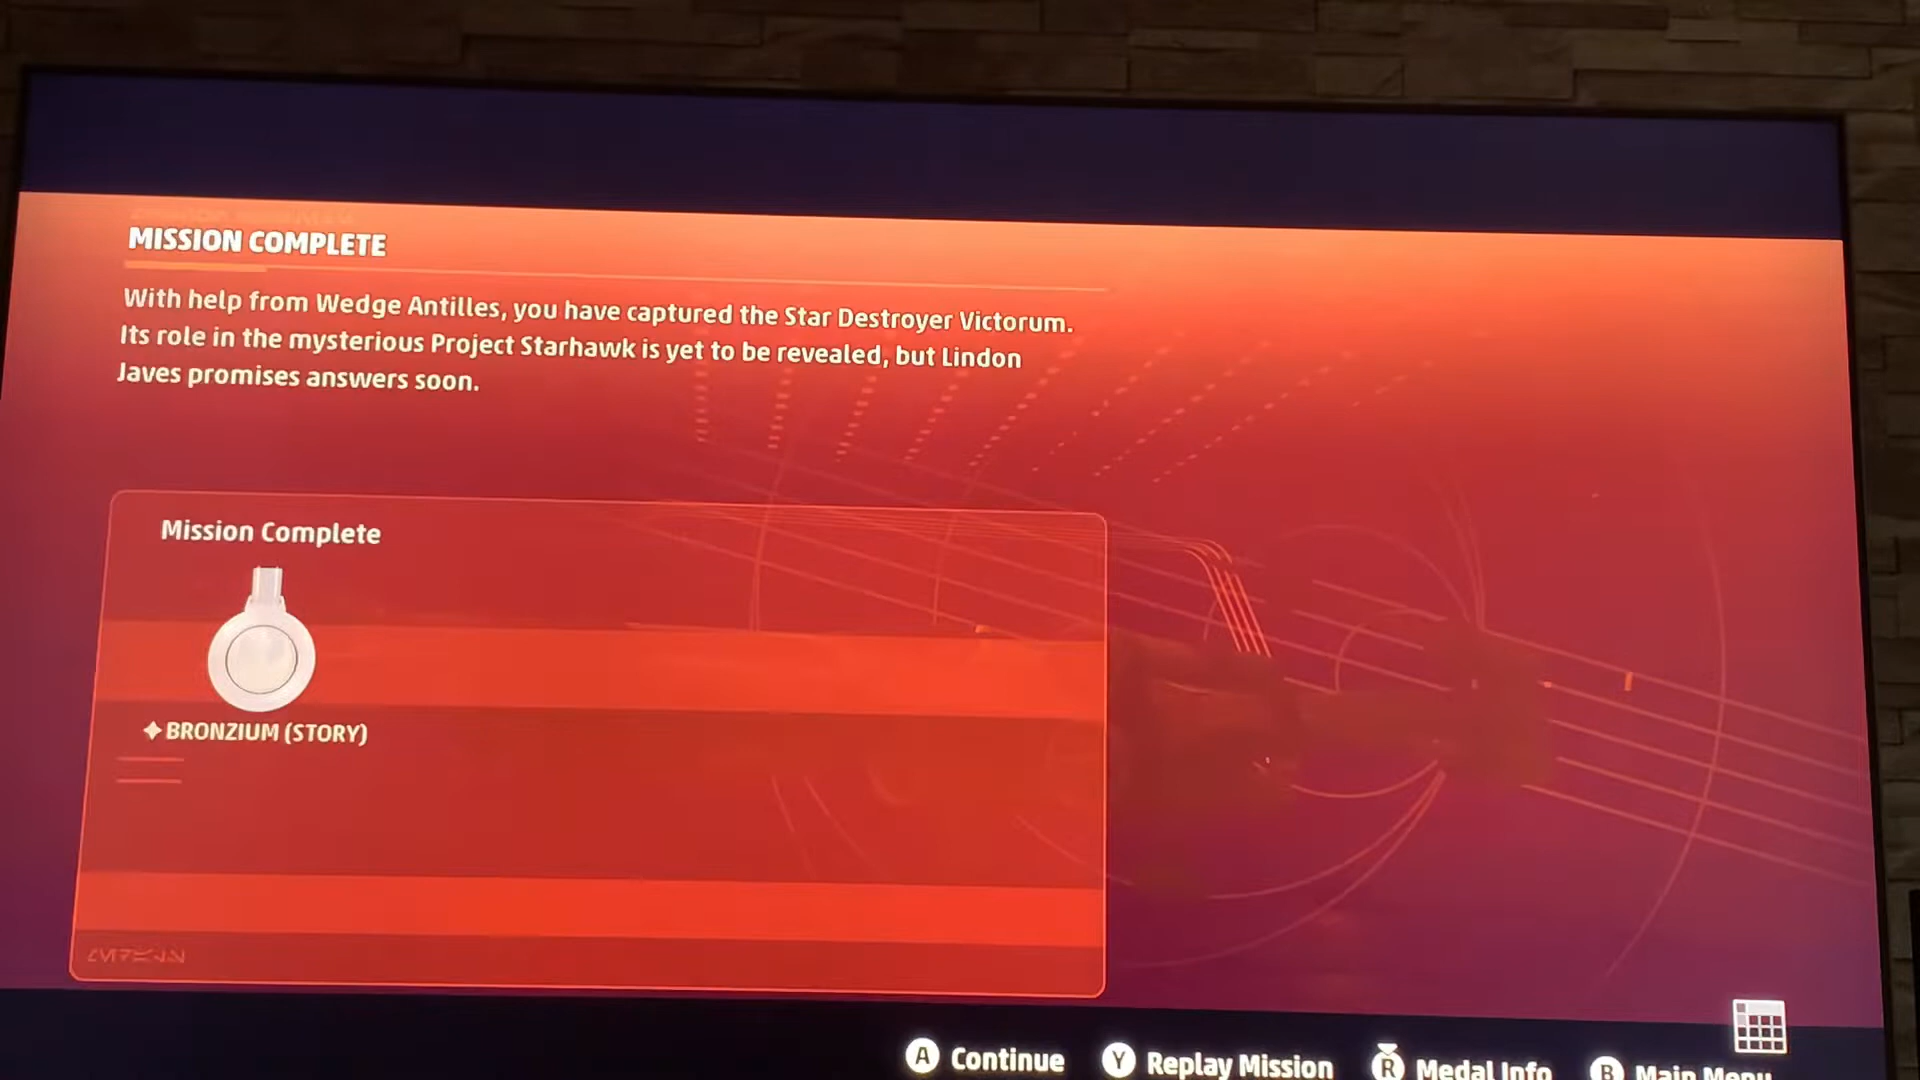 MISSION COMPLETE
With help from Wedge Antilles, you have captured the Star Destroyer Victorum.
Its role in the mysterious Project Starhawk is yet to be revealed, but Lindon
Javes promises answers soon.
Mission Complete
BRONZIUM (STORY)
A Continue Y Replay Mission R Medal Info B Main Menu